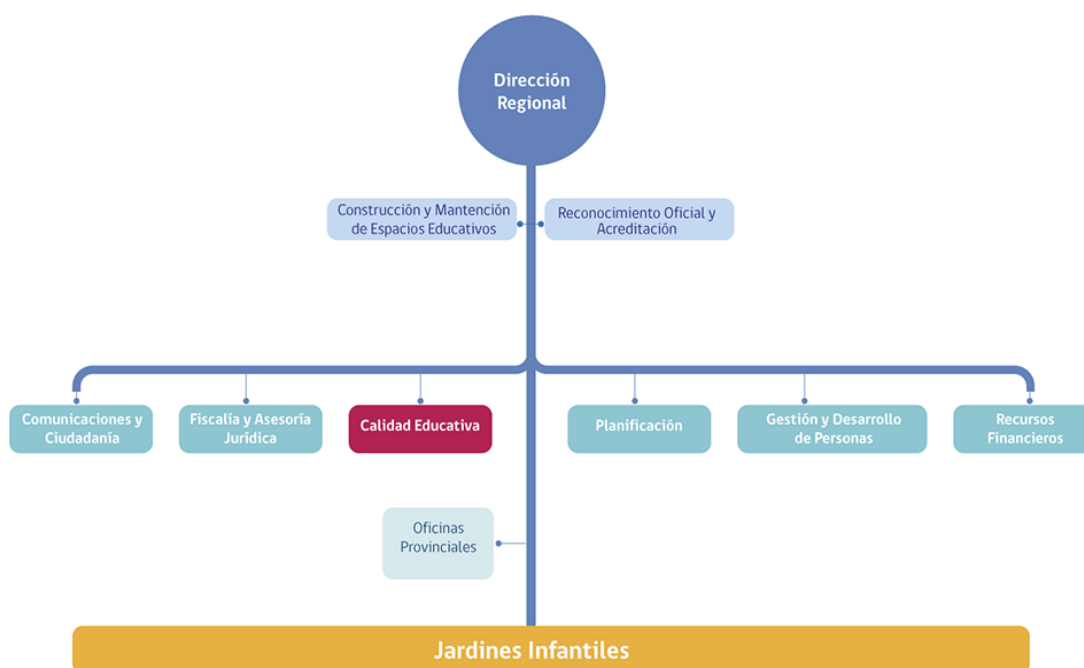 Dirección
Regional
Construcción y Mantención
de Espacios Educativos
Reconocimiento Oficial y
Acreditación
Comunicaciones y
Ciudadanía
Fiscalía y Asesoría
Jurídica
Calidad Educativa
Planificación
Gestión y Desarrollo
de Personas
Recursos
Financieros
Oficinas
Provinciales
Jardines Infantiles